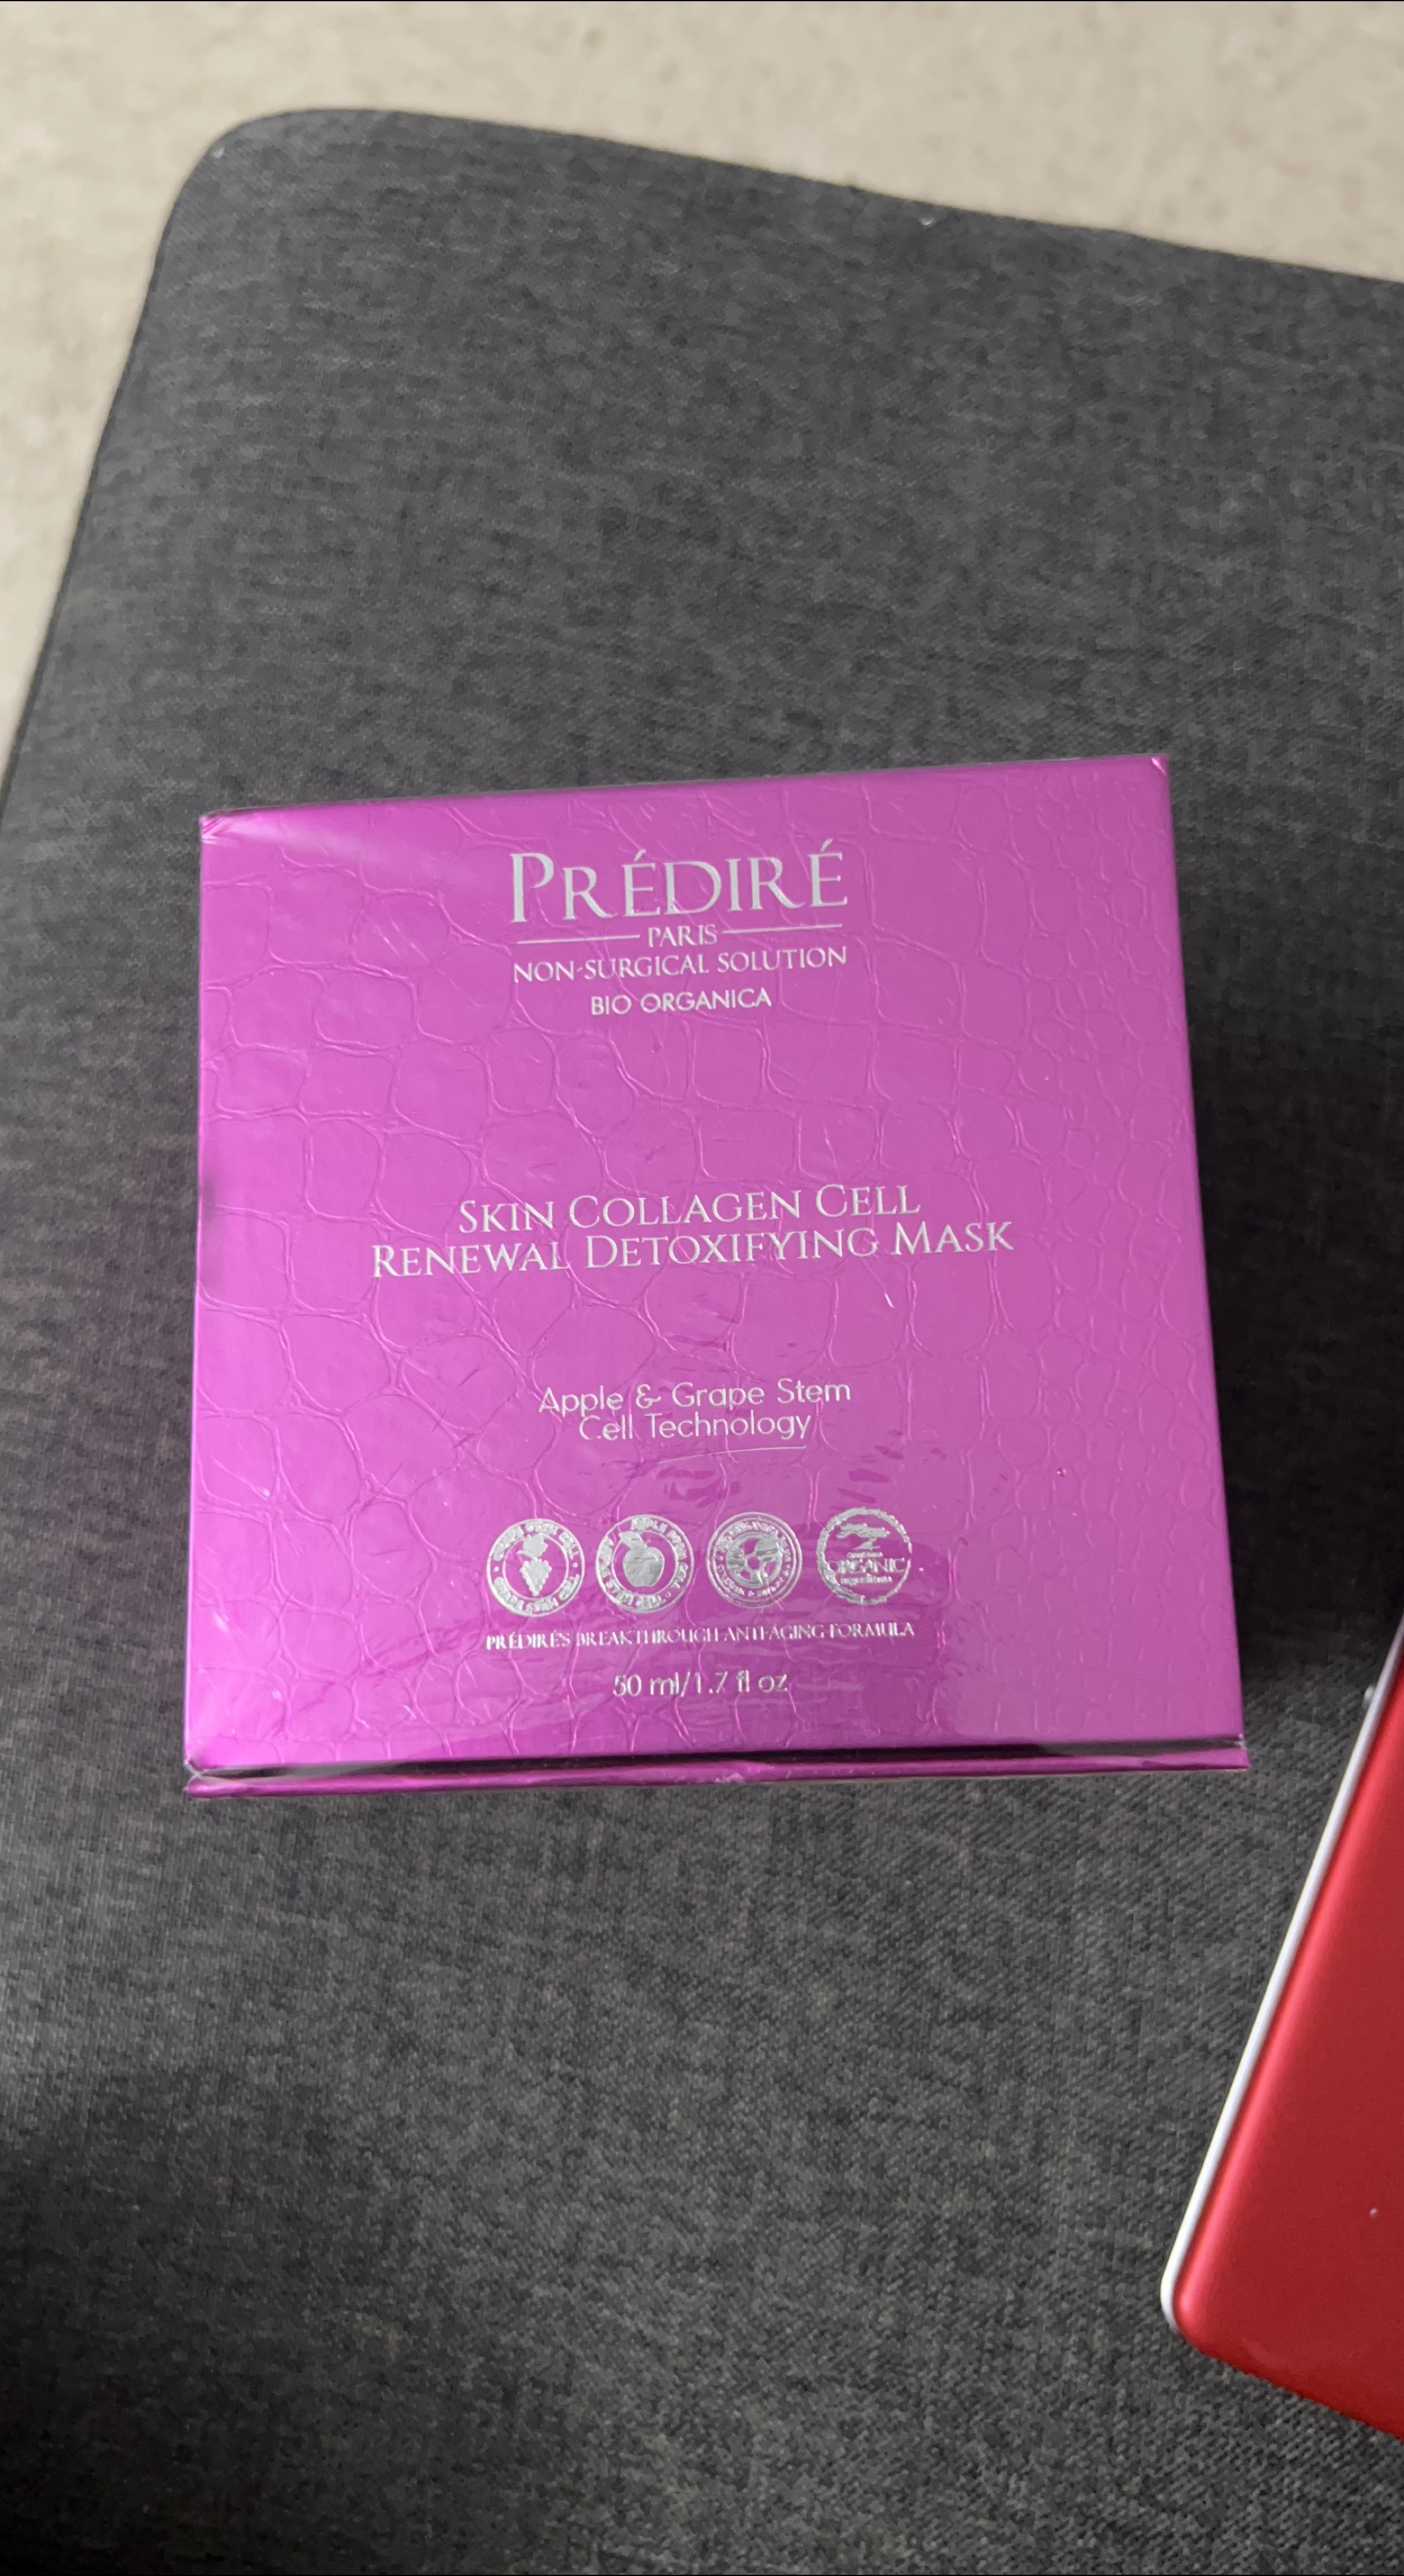 PRÉDIRÉ
PARIS
NON-SURGICAL SOLUTION
BIO ORGANICA
SKIN COLLAGEN CELL
RENEWAL DETOXIFYING MASK
Apple & Grape Stem
Cell Technology
ORGANIC
PRÉDIRÉ'S BREAKTHROUGH ANTI-AGING FORMULA
50 ml/1.7 fl oz